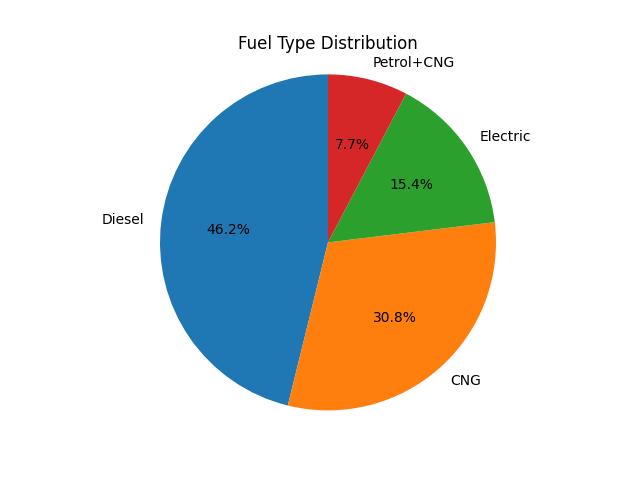 Fuel Type Distribution
Petrol+CNG
7.7%
Electric
15.4%
Diesel
46.2%
30.8%
CNG